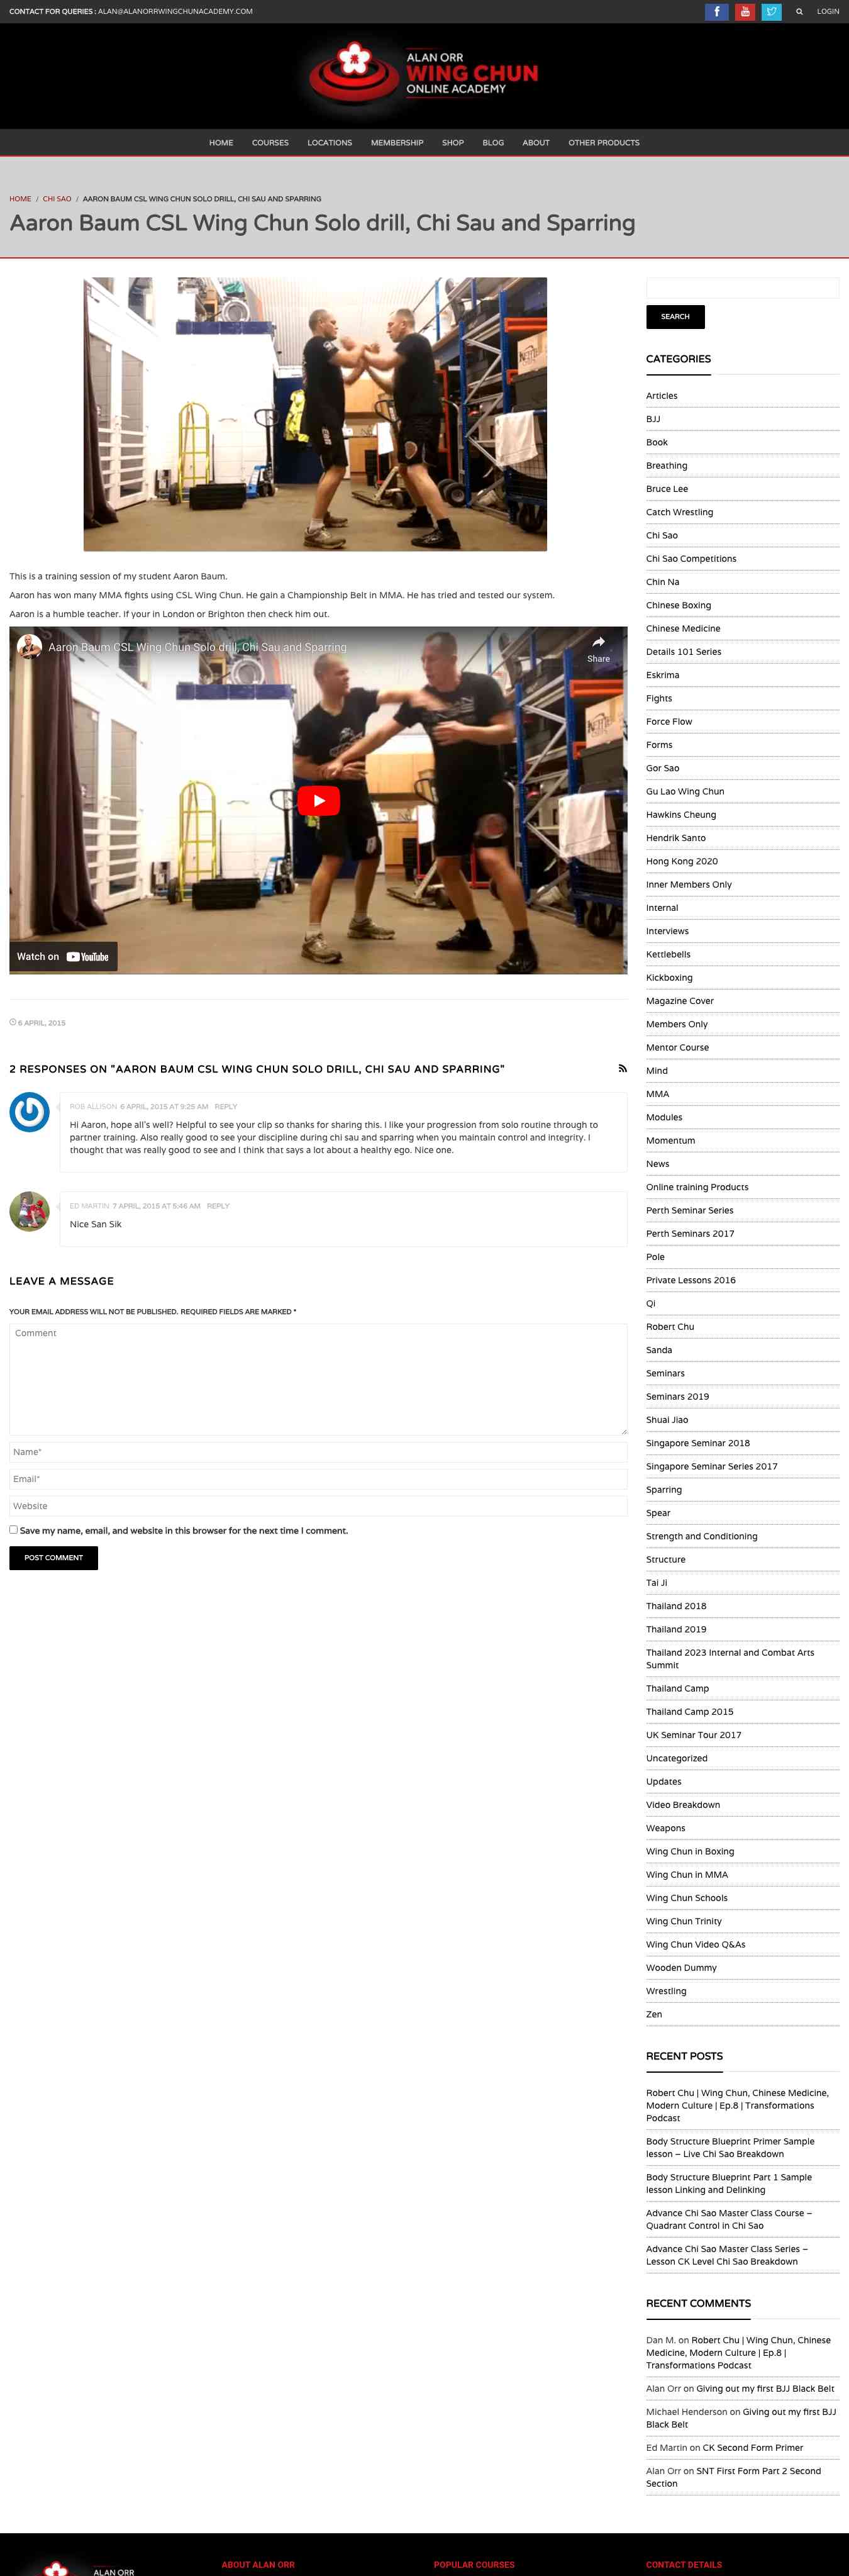 CONTACT FOR QUERIES : ALAN@ALANORRWINGCHUNACADEMY.COM
LOGIN
ALAN ORR
WING CHUN
ONLINE ACADEMY
HOME COURSES LOCATIONS MEMBERSHIP SHOP BLOG ABOUT OTHER PRODUCTS
HOME / CHI SAO / AARON BAUM CSL WING CHUN SOLO DRILL, CHI SAU AND SPARRING
Aaron Baum CSL Wing Chun Solo drill, Chi Sau and Sparring
This is a training session of my student Aaron Baum.
Aaron has won many MMA fights using CSL Wing Chun. He gain a Championship Belt in MMA. He has tried and tested our system.
Aaron is a humble teacher. If your in London or Brighton then check him out.
Aaron Baum CSL Wing Chun Solo drill, Chi Sau and Sparring
Share
Watch on YouTube
6 APRIL, 2015
2 RESPONSES ON "AARON BAUM CSL WING CHUN SOLO DRILL, CHI SAU AND SPARRING"
ROB ALLISON 6 APRIL, 2015 AT 9:25 AM REPLY
Hi Aaron, hope all's well? Helpful to see your clip so thanks for sharing this. I like your progression from solo routine through to
partner training. Also really good to see your discipline during chi sau and sparring when you maintain control and integrity. I
thought that was really good to see and I think that says a lot about a healthy ego. Nice one.
ED MARTIN 7 APRIL, 2015 AT 5:46 AM REPLY
Nice San Sik
LEAVE A MESSAGE
YOUR EMAIL ADDRESS WILL NOT BE PUBLISHED. REQUIRED FIELDS ARE MARKED *
Comment
Name*
Email*
Website
Save my name, email, and website in this browser for the next time I comment.
POST COMMENT
SEARCH
CATEGORIES
Articles
BJJ
Book
Breathing
Bruce Lee
Catch Wrestling
Chi Sao
Chi Sao Competitions
Chin Na
Chinese Boxing
Chinese Medicine
Details 101 Series
Eskrima
Fights
Force Flow
Forms
Gor Sao
Gu Lao Wing Chun
Hawkins Cheung
Hendrik Santo
Hong Kong 2020
Inner Members Only
Internal
Interviews
Kettlebells
Kickboxing
Magazine Cover
Members Only
Mentor Course
Mind
MMA
Modules
Momentum
News
Online training Products
Perth Seminar Series
Perth Seminars 2017
Pole
Private Lessons 2016
Qi
Robert Chu
Sanda
Seminars
Seminars 2019
Shuai Jiao
Singapore Seminar 2018
Singapore Seminar Series 2017
Sparring
Spear
Strength and Conditioning
Structure
Tai Ji
Thailand 2018
Thailand 2019
Thailand 2023 Internal and Combat Arts
Summit
Thailand Camp
Thailand Camp 2015
UK Seminar Tour 2017
Uncategorized
Updates
Video Breakdown
Weapons
Wing Chun in Boxing
Wing Chun in MMA
Wing Chun Schools
Wing Chun Trinity
Wing Chun Video Q&As
Wooden Dummy
Wrestling
Zen
RECENT POSTS
Robert Chu | Wing Chun, Chinese Medicine,
Modern Culture | Ep.8 | Transformations
Podcast
Body Structure Blueprint Primer Sample
lesson – Live Chi Sao Breakdown
Body Structure Blueprint Part 1 Sample
lesson Linking and Delinking
Advance Chi Sao Master Class Course –
Quadrant Control in Chi Sao
Advance Chi Sao Master Class Series –
Lesson CK Level Chi Sao Breakdown
RECENT COMMENTS
Dan M. on Robert Chu | Wing Chun, Chinese
Medicine, Modern Culture | Ep.8 |
Transformations Podcast
Alan Orr on Giving out my first BJJ Black Belt
Michael Henderson on Giving out my first BJJ
Black Belt
Ed Martin on CK Second Form Primer
Alan Orr on SNT First Form Part 2 Second
Section
ALAN ORR
ABOUT ALAN ORR
POPULAR COURSES
CONTACT DETAILS